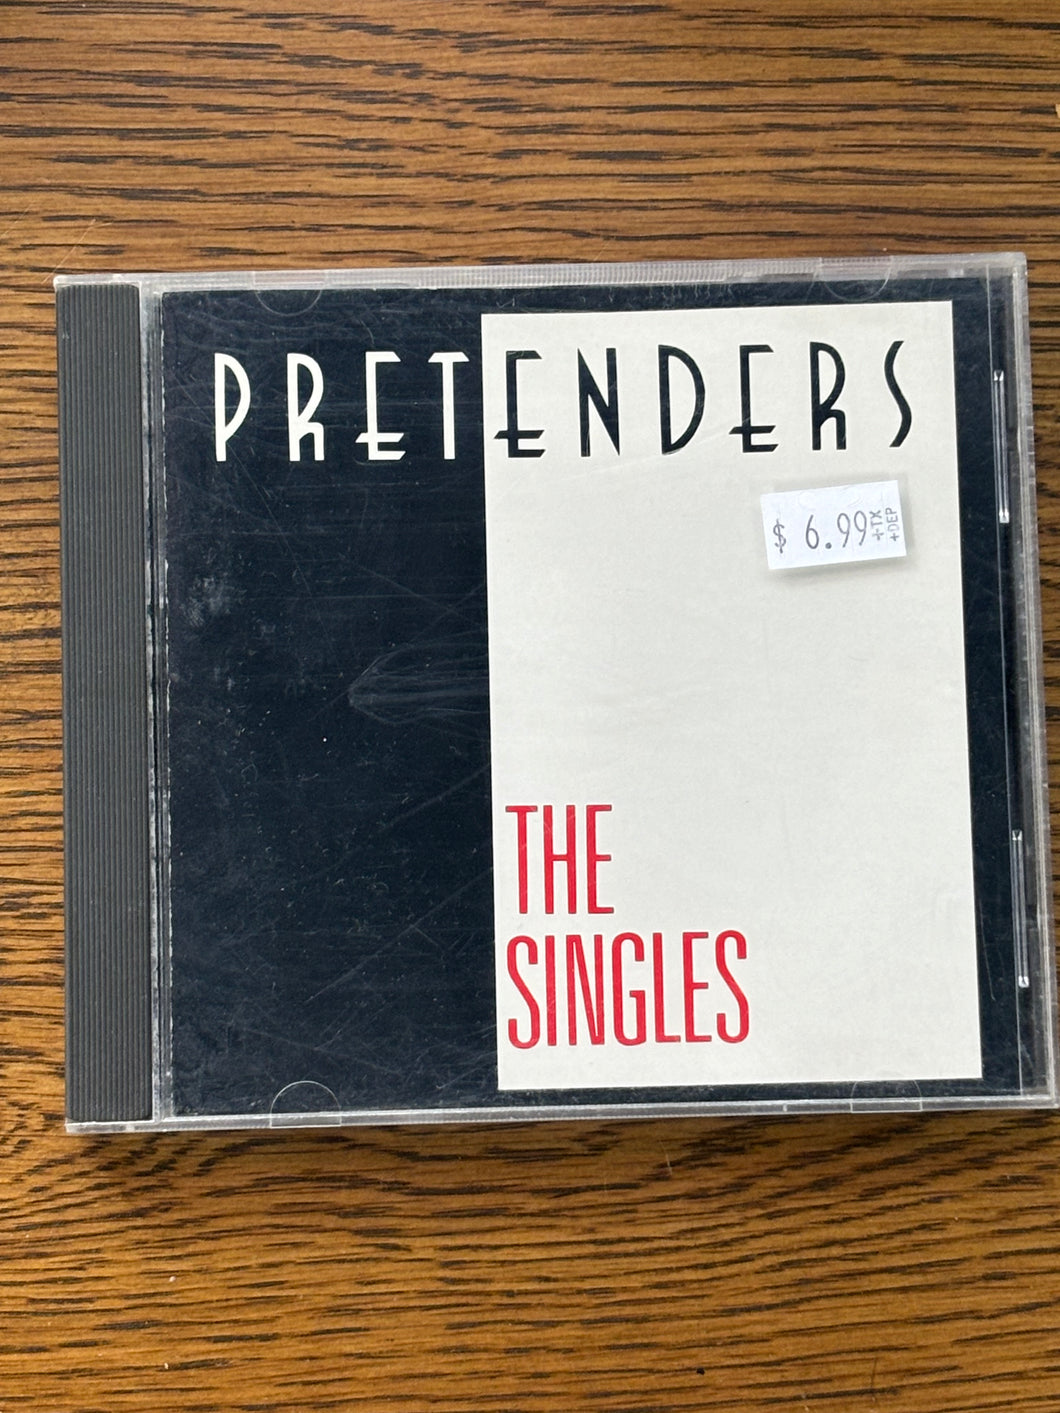 PRETENDERS
$ 6.99 +TX
+DEP
THE
SINGLES